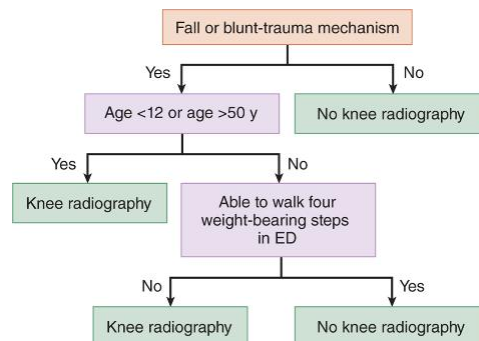 Fall or blunt-trauma mechanism
Yes
No
Age <12 or age >50 y
No knee radiography
Yes
No
Knee radiography
Able to walk four
weight-bearing steps
in ED
No
Yes
Knee radiography
No knee radiography